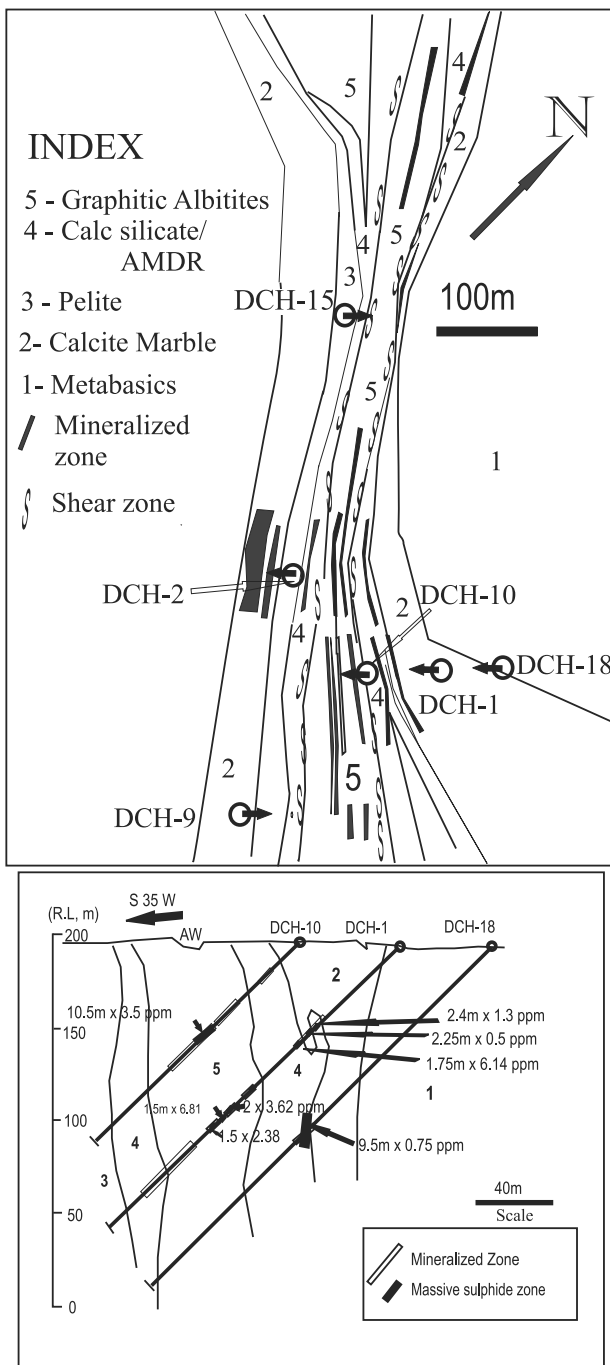 2
5
4
2
N
INDEX
5 - Graphitic Albitites
4 - Calc silicate/
AMDR
3 - Pelite
2- Calcite Marble
1- Metabasics
Mineralized
zone
Shear zone
5
4
3
DCH-15
100m
5
1
DCH-2
4
2
DCH-10
DCH-18
DCH-1
4
2
5
DCH-9
S 35 W
(R.L, m)
AW
DCH-10
DCH-1
DCH-18
200
2
10.5m x 3.5 ppm
2.4m x 1.3 ppm
2.25m x 0.5 ppm
150
1.75m x 6.14 ppm
5
4
1
1.5m x 6.81
2 x 3.62 ppm
100
4
1.5 x 2.38
9.5m x 0.75 ppm
3
40m
Scale
50
Mineralized Zone
Massive sulphide zone
0